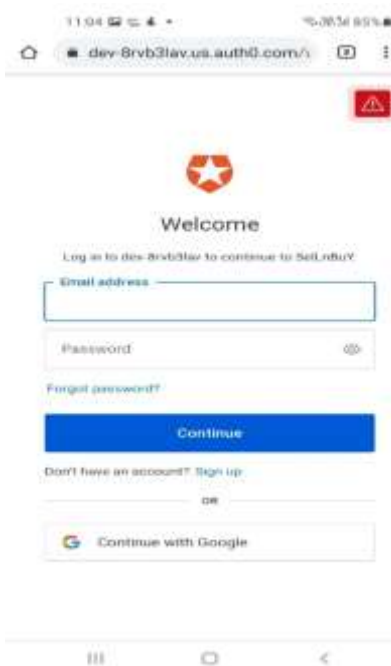 11:04
dev-8rvb3lav.us.auth0.com/
Welcome
Log in to dev-8rvb3lav to continue to SellnBuY
Email address
Password
Forgot password?
Continue
Don't have an account? Sign up
OR
Continue with Google